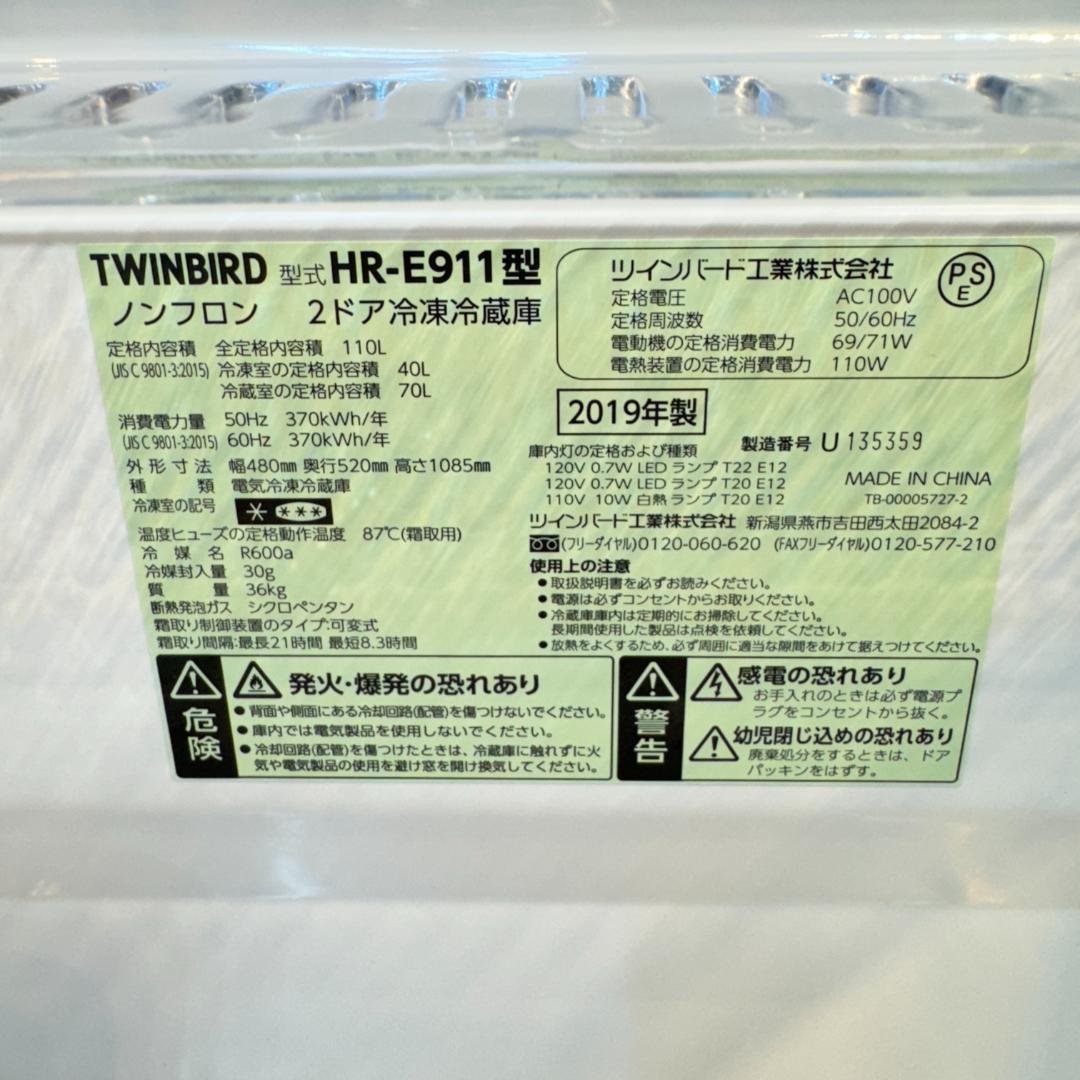 TWINBIRD 型式 HR-E911型
ノンフロン 2ドア冷凍冷蔵庫
定格内容積 全定格内容積 110L
(JIS C 9801-3:2015) 冷凍室の定格内容積 40L
冷蔵室の定格内容積 70L
消費電力量 50Hz 370kWh/年
(JIS C 9801-3:2015) 60Hz 370kWh/年
外形寸法 幅480mm 奥行520mm 高さ1085mm
種類 電気冷凍冷蔵庫
冷凍室の記号
温度ヒューズの定格動作温度 87℃(霜取用)
冷媒名 R600a
冷媒封入量 30g
質量 36kg
断熱発泡ガス シクロペンタン
霜取り制御装置のタイプ:可変式
霜取り間隔:最長21時間 最短8.3時間
ツインバード工業株式会社
定格電圧 AC100V
定格周波数 50/60Hz
電動機の定格消費電力 69/71W
電熱装置の定格消費電力 110W
PSE
2019年製
庫内灯の定格および種類
120V 0.7W LED ランプ T22 E12
120V 0.7W LED ランプ T20 E12
110V 10W 白熱ランプ T20 E12
製造番号 U 135359
MADE IN CHINA
TB-00005727-2
ツインバード工業株式会社 新潟県燕市吉田西太田2084-2
(フリーダイヤル)0120-060-620 (FAXフリーダイヤル)0120-577-210
使用上の注意
●取扱説明書を必ずお読みください。
●電源は必ずコンセントからお取りください。
●冷蔵庫庫内は定期的にお掃除してください。
長期間使用した製品は点検を依頼してください。
●放熱をよくするため、必ず周囲に適当な隙間をあけて据えつけてください。
危険
発火・爆発の恐れあり
●背面や側面にある冷却回路(配管)を傷つけないでください。
●庫内では電気製品を使用しないでください。
●冷却回路(配管)を傷つけたときは、冷蔵庫に触れずに火
気や電気製品の使用を避け窓を開け換気してください。
警告
感電の恐れあり
お手入れのときは必ず電源プ
ラグをコンセントから抜く。
幼児閉じ込めの恐れあり
廃棄処分をするときは、ドア
パッキンをはずす。